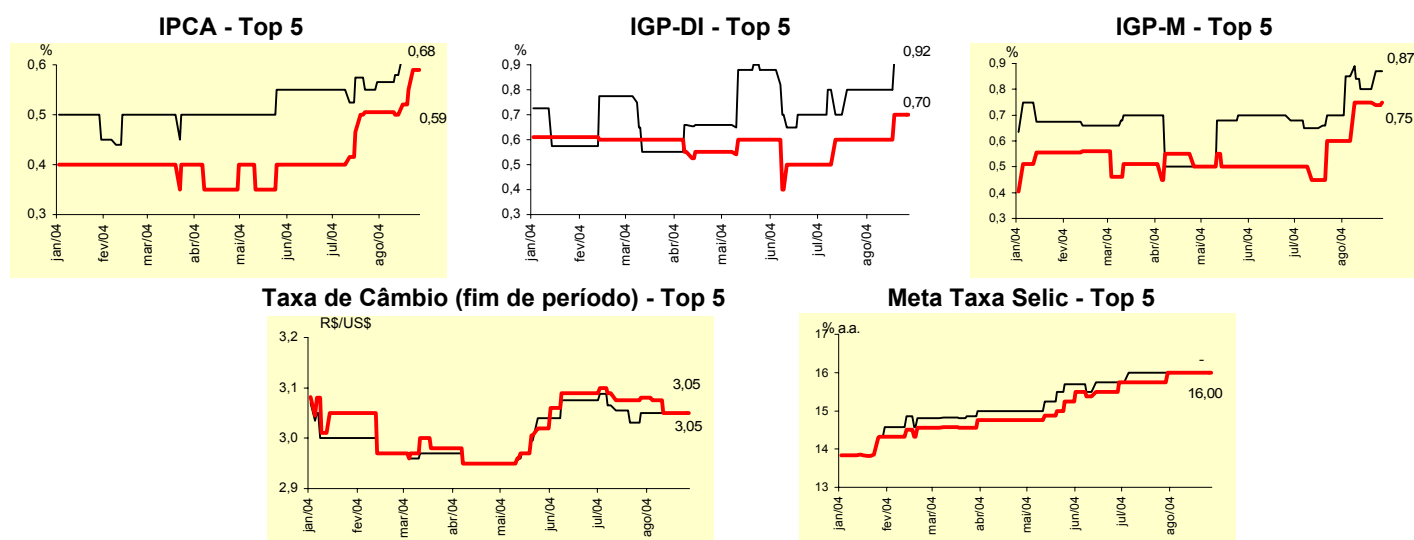 IPCA - Top 5
%
0,68
0,6
0,5
0,59
0,4
0,3
jan/04
fev/04
mar/04
abr/04
mai/04
jun/04
jul/04
ago/04
IGP-DI - Top 5
%
0,92
0,9
0,8
0,70
0,7
0,6
0,5
0,4
0,3
jan/04
fev/04
mar/04
abr/04
mai/04
jun/04
jul/04
ago/04
IGP-M - Top 5
%
0,87
0,9
0,8
0,75
0,7
0,6
0,5
0,4
0,3
jan/04
fev/04
mar/04
abr/04
mai/04
jun/04
jul/04
ago/04
Taxa de Câmbio (fim de período) - Top 5
R$/US$
3,2
3,1
3,05
3,05
3,0
2,9
jan/04
fev/04
mar/04
abr/04
mai/04
jun/04
jul/04
ago/04
Meta Taxa Selic - Top 5
% a.a.
17
-
16
16,00
15
14
13
jan/04
fev/04
mar/04
abr/04
mai/04
jun/04
jul/04
ago/04